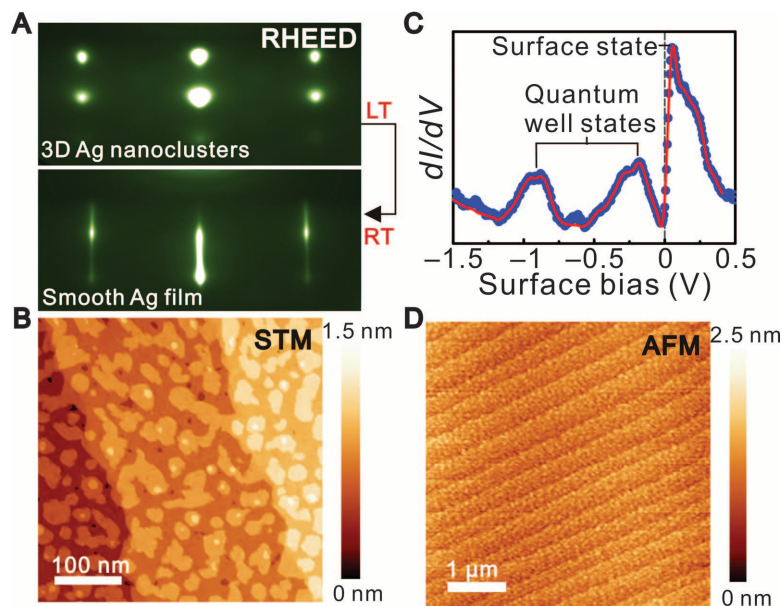 A
RHEED
LT
3D Ag nanoclusters
RT
Smooth Ag film
B
STM
1.5 nm
100 nm
0 nm
C
Surface state
Quantum
well states
dI/dV
–1.5
–1
–0.5
0
0.5
Surface bias (V)
D
AFM
2.5 nm
1 µm
0 nm